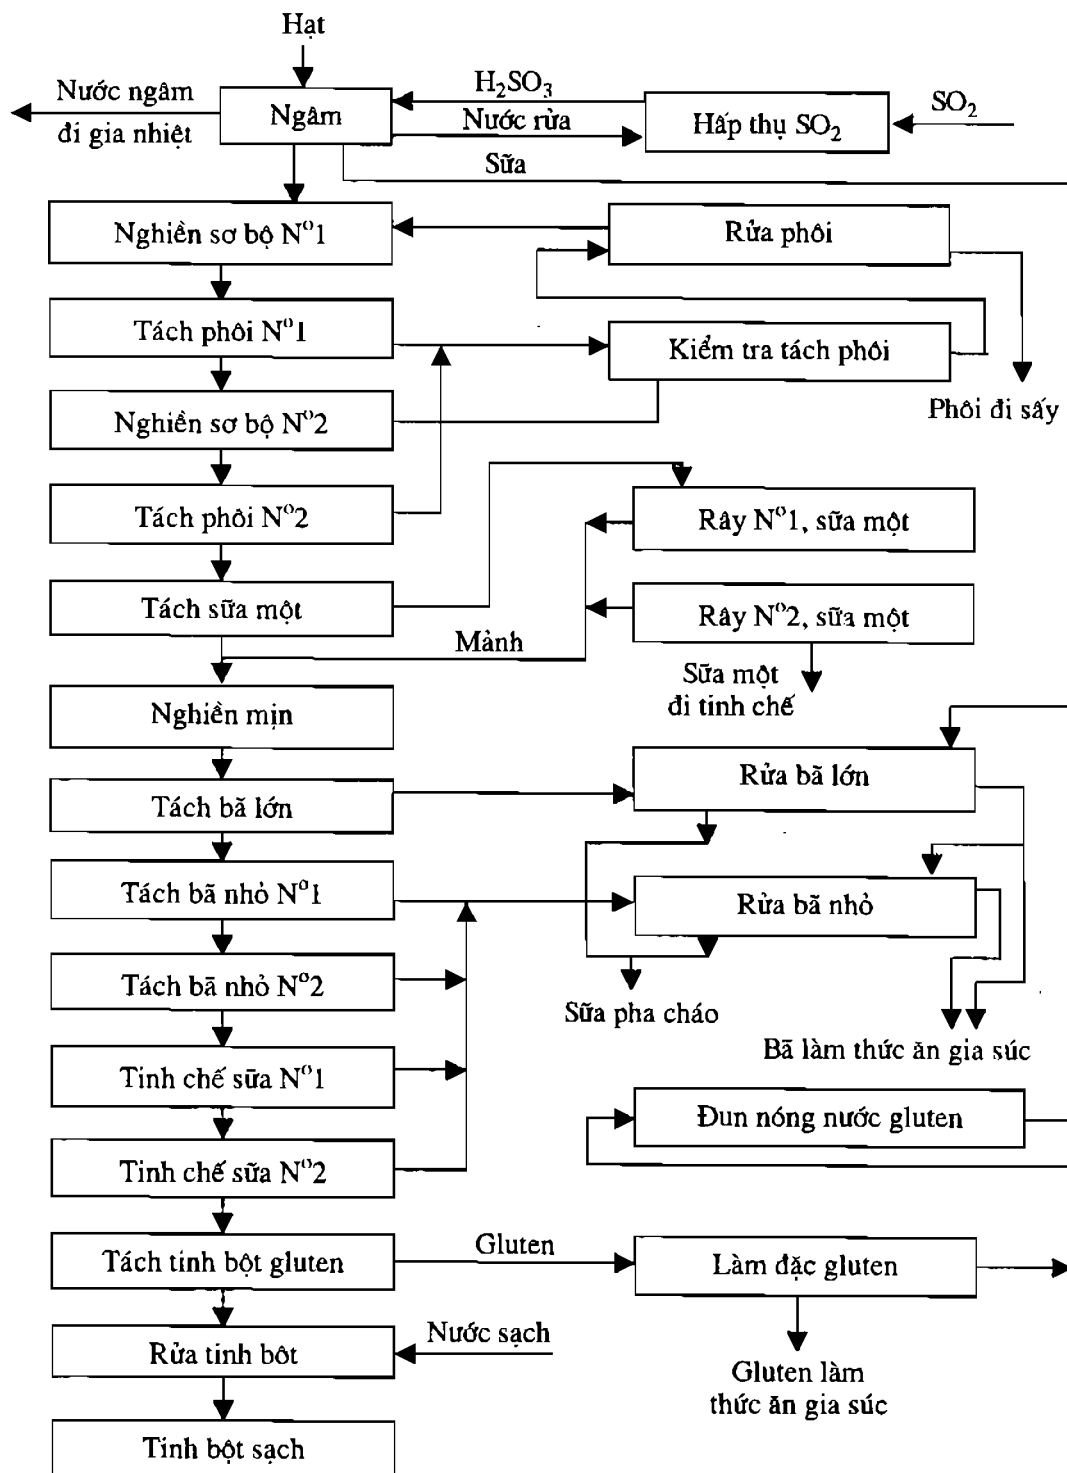 Hạt
Nước ngâm
đi gia nhiệt
Ngâm
H₂SO₃
Nước rửa
Hấp thụ SO₂
SO₂
Sữa
Nghiền sơ bộ Nº1
Rửa phôi
Tách phôi Nº1
Kiểm tra tách phôi
Nghiền sơ bộ Nº2
Phôi đi sấy
Tách phôi Nº2
Rây Nº1, sữa một
Tách sữa một
Rây Nº2, sữa một
Mảnh
Sữa một
đi tinh chế
Nghiền mịn
Rửa bã lớn
Tách bã lớn
Tách bã nhỏ Nº1
Rửa bã nhỏ
Tách bã nhỏ Nº2
Sữa pha cháo
Bã làm thức ăn gia súc
Tinh chế sữa Nº1
Đun nóng nước gluten
Tinh chế sữa Nº2
Tách tinh bột gluten
Gluten
Làm đặc gluten
Nước sạch
Rửa tinh bôt
Gluten làm
thức ăn gia súc
Tinh bột sạch